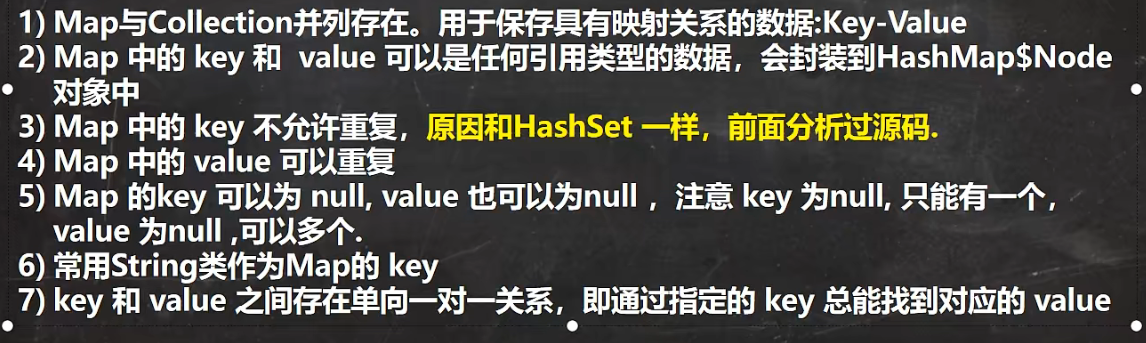 1) Map与Collection并列存在。用于保存具有映射关系的数据:Key-Value
2) Map 中的 key 和 value 可以是任何引用类型的数据，会封装到HashMap$Node
对象中
3) Map 中的 key 不允许重复，原因和HashSet 一样，前面分析过源码.
4) Map 中的 value 可以重复
5) Map 的key 可以为 null, value 也可以为null ，注意 key 为null, 只能有一个，
value 为null ,可以多个.
6) 常用String类作为Map的 key
7) key 和 value 之间存在单向一对一关系，即通过指定的 key 总能找到对应的 value